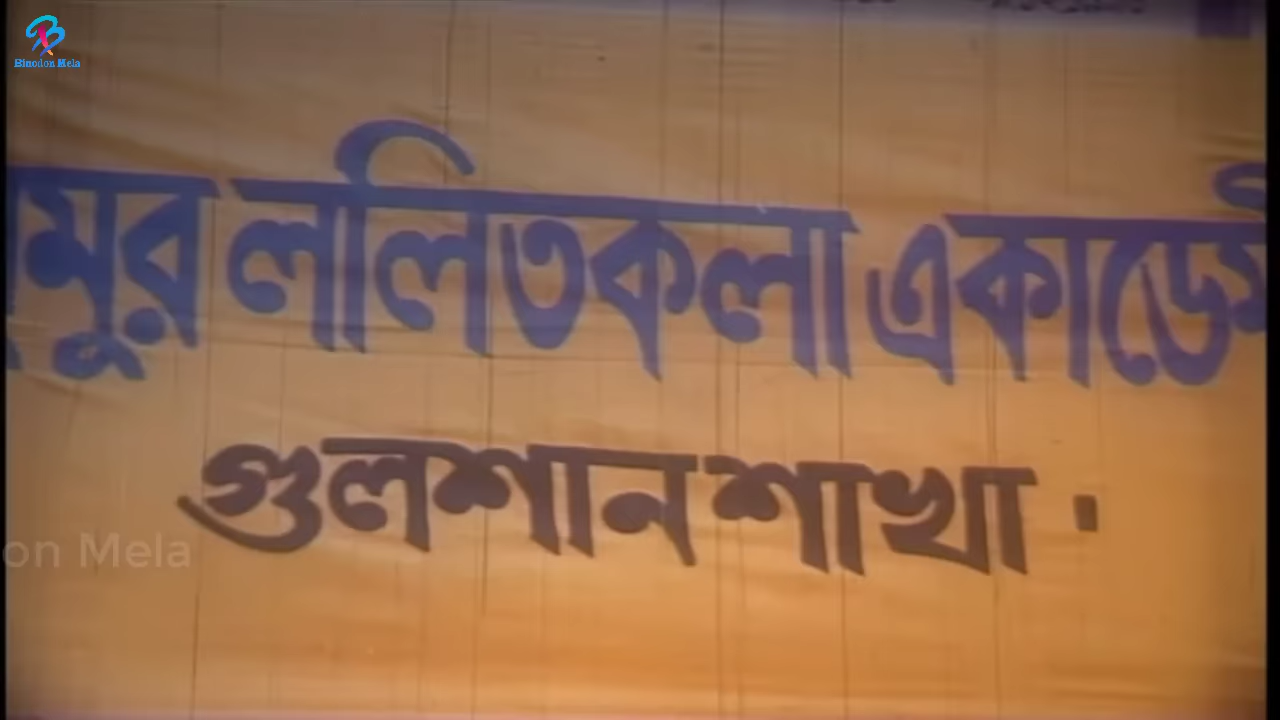 Binodon Mela
মুর ললিতকলা একাডেমী
গুলশান শাখা .
on Mela